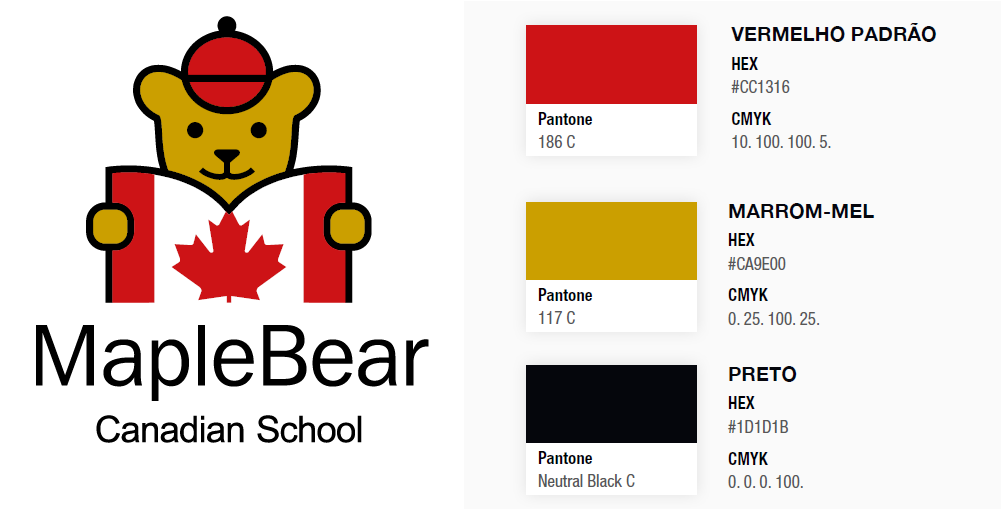 MapleBear
Canadian School
VERMELHO PADRÃO
HEX
#CC1316
Pantone
186 C
CMYK
10. 100. 100. 5.
MARROM-MEL
HEX
#CA9E00
Pantone
117 C
CMYK
0. 25. 100. 25.
PRETO
HEX
#1D1D1B
Pantone
Neutral Black C
CMYK
0. 0. 0. 100.